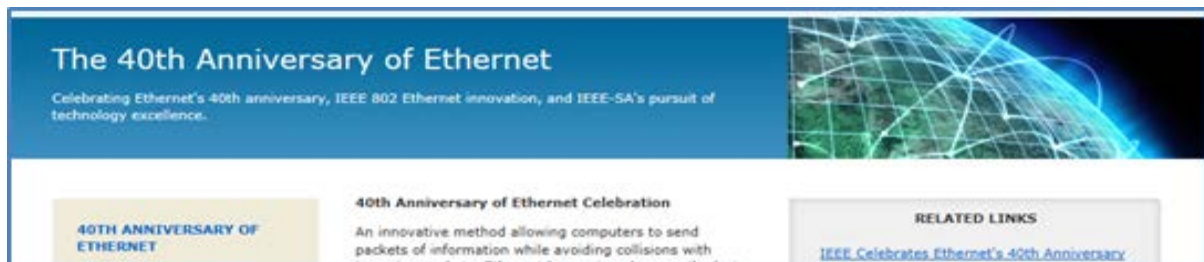 The 40th Anniversary of Ethernet
Celebrating Ethernet's 40th anniversary, IEEE 802 Ethernet innovation, and IEEE-SA's pursuit of
technology excellence.
40TH ANNIVERSARY OF
ETHERNET
40th Anniversary of Ethernet Celebration
An innovative method allowing computers to send
packets of information while avoiding collisions with
RELATED LINKS
IEEE Celebrates Ethernet's 40th Anniversary